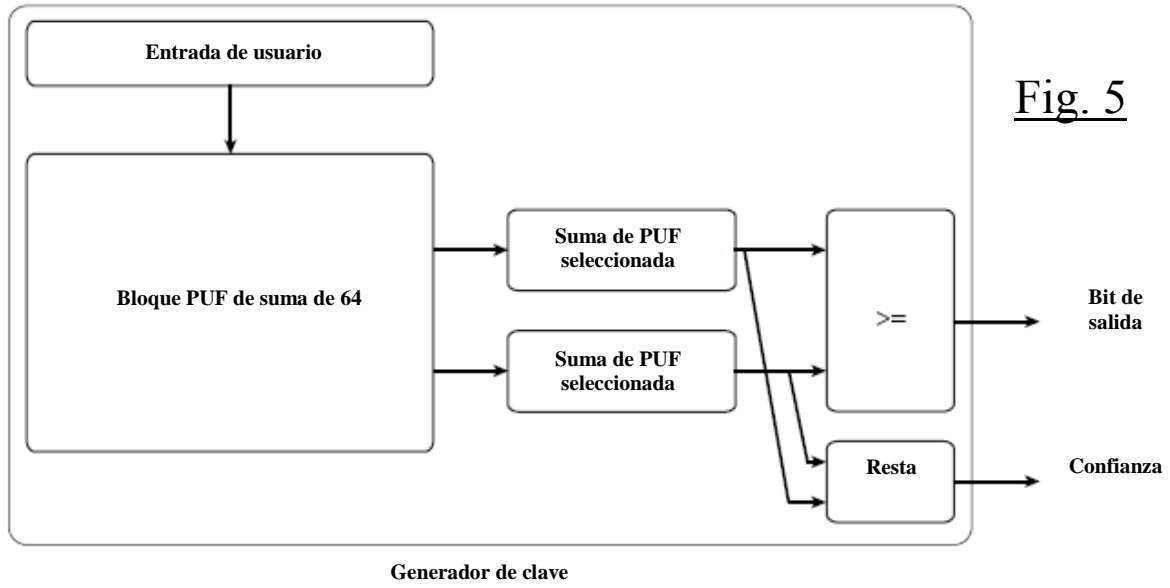 Entrada de usuario
Fig. 5
Bloque PUF de suma de 64
Suma de PUF
seleccionada
Suma de PUF
seleccionada
>=
Bit de
salida
Resta
Confianza
Generador de clave